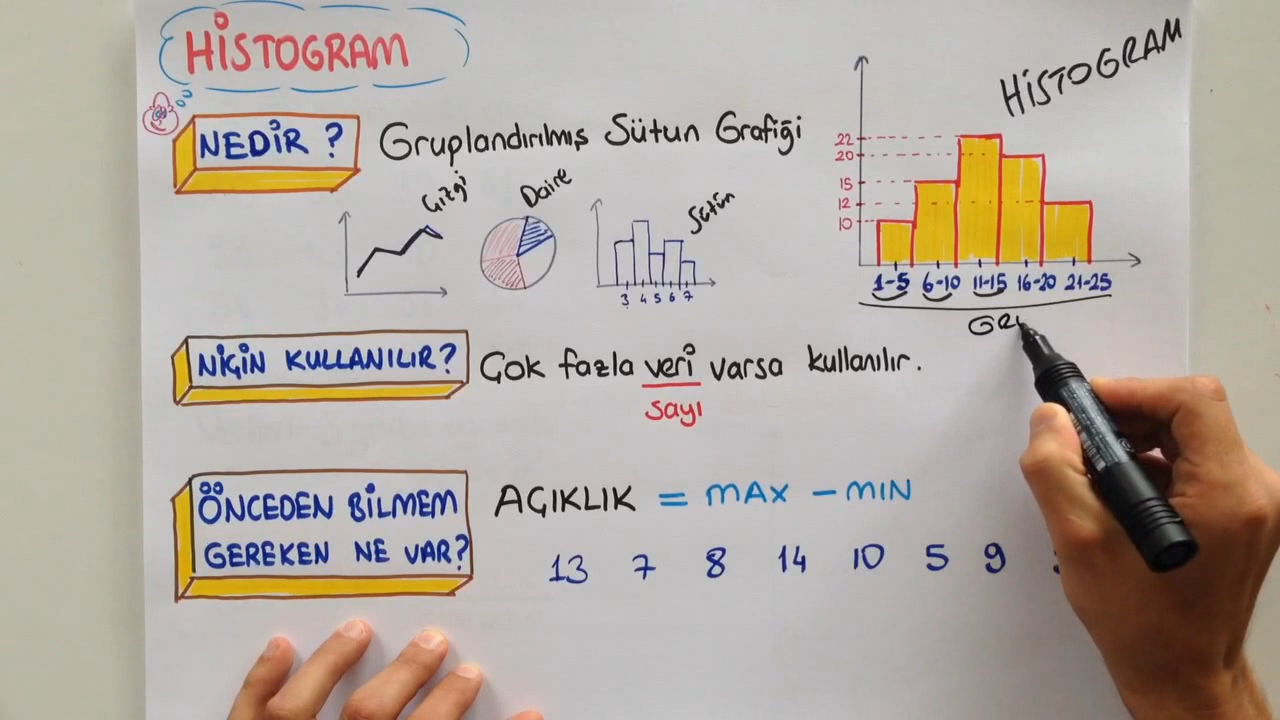 HİSTOGRAM
NEDİR ?
Gruplandırılmış Sütun Grafiği
Çizgi
Daire
Sütün
3 4 5 6 7
HİSTOGRAM
22
20
15
12
10
1-5 6-10 11-15 16-20 21-25
GRU
NİÇİN KULLANILIR?
Çok fazla veri varsa kullanılır.
sayı
ÖNCEDEN BİLMEM
GEREKEN NE VAR?
AÇIKLIK = MAX - MIN
13 7 8 14 10 5 9